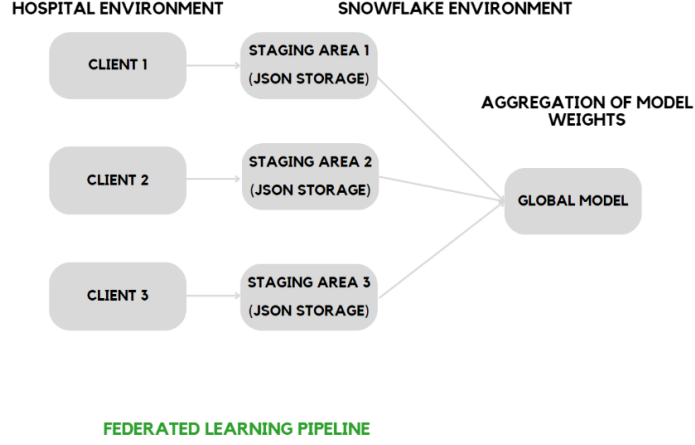 HOSPITAL ENVIRONMENT
SNOWFLAKE ENVIRONMENT
CLIENT 1
STAGING AREA 1
(JSON STORAGE)
AGGREGATION OF MODEL
WEIGHTS
CLIENT 2
STAGING AREA 2
(JSON STORAGE)
GLOBAL MODEL
CLIENT 3
STAGING AREA 3
(JSON STORAGE)
FEDERATED LEARNING PIPELINE